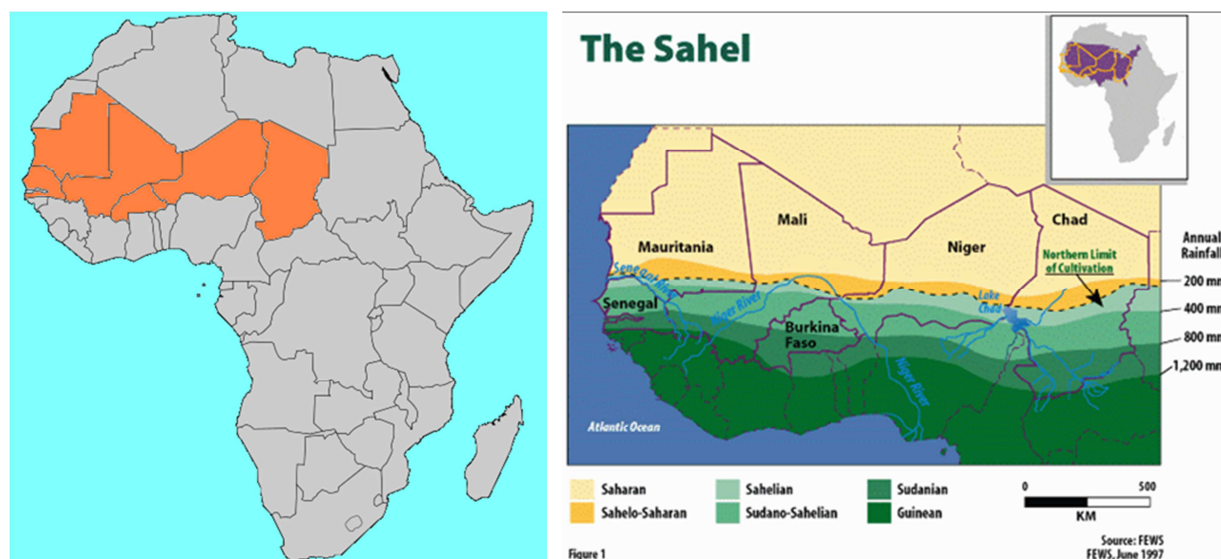 The Sahel
Annual
Rainfall
Mali
Chad
Mauritania
Niger
Northern Limit
of Cultivation
200 mm
Senegal River
Lake
Chad
400 mm
Senegal
Niger River
Burkina
Faso
800 mm
Niger River
1,200 mm
Atlantic Ocean
Saharan
Sahelian
Sudanian
0
500
Sahelo-Saharan
Sudano-Sahelian
Guinean
KM
Source: FEWS
Figure 1
FEWS, June 1997